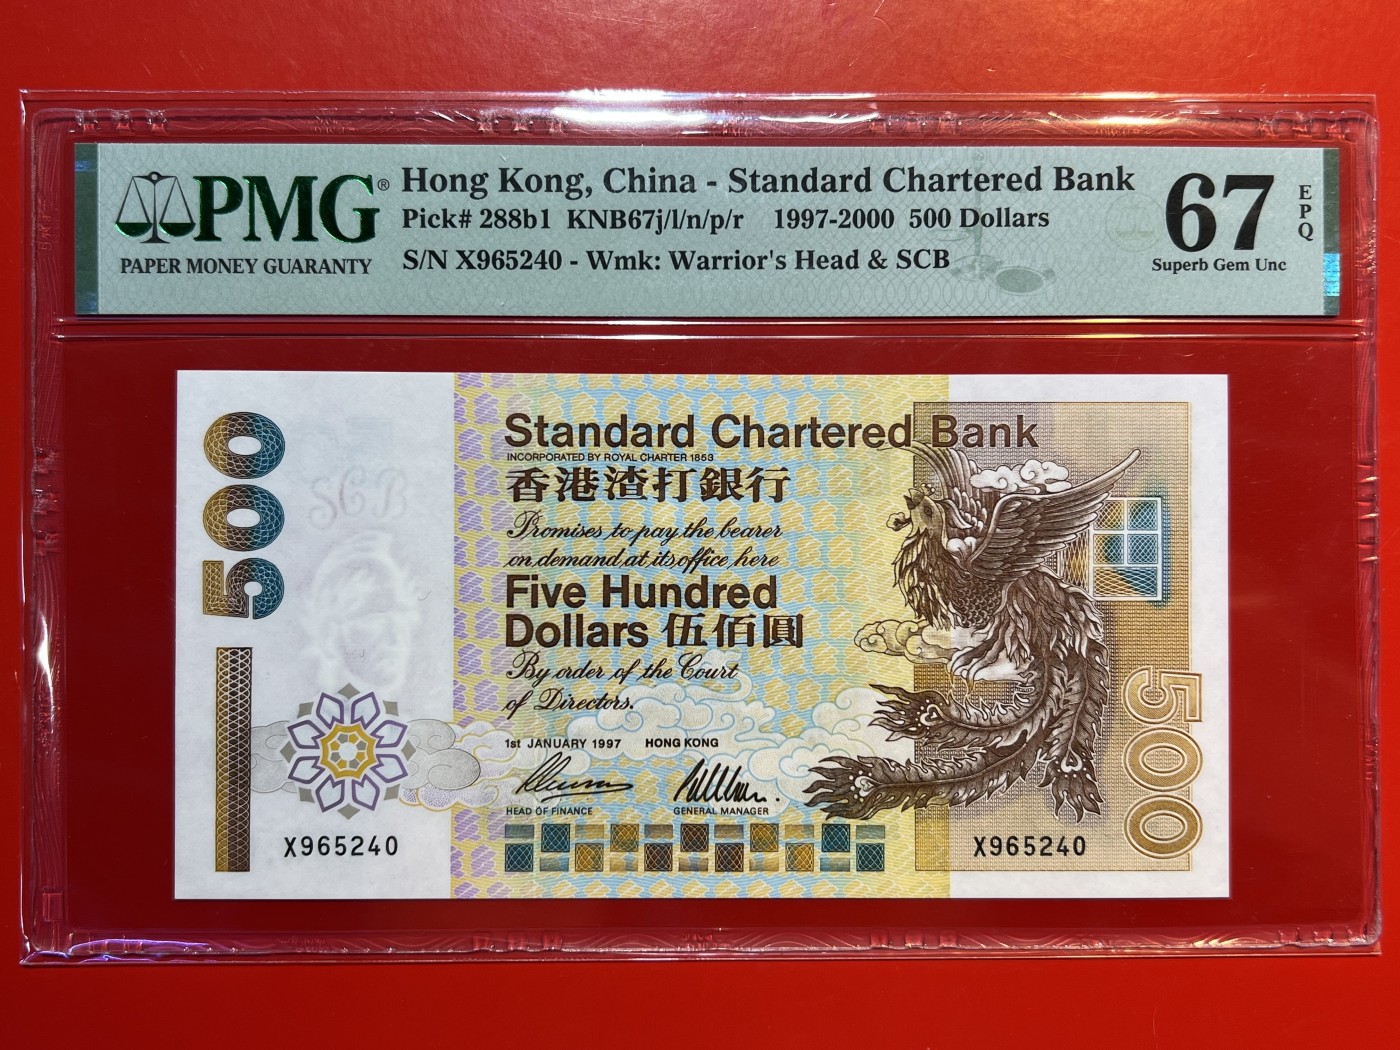 PMG®
PAPER MONEY GUARANTY
Hong Kong, China - Standard Chartered Bank
Pick# 288b1 KNB67j/l/n/p/r 1997-2000 500 Dollars
S/N X965240 - Wmk: Warrior's Head & SCB
67
EPQ
Superb Gem Unc
500
SCB
Standard Chartered Bank
INCORPORATED BY ROYAL CHARTER 1853
香港渣打銀行
Promises to pay the bearer
on demand at its office here
Five Hundred
Dollars 伍佰圓
By order of the Court
of Directors.
1st JANUARY 1997 HONG KONG
HEAD OF FINANCE GENERAL MANAGER
X965240 X965240
500